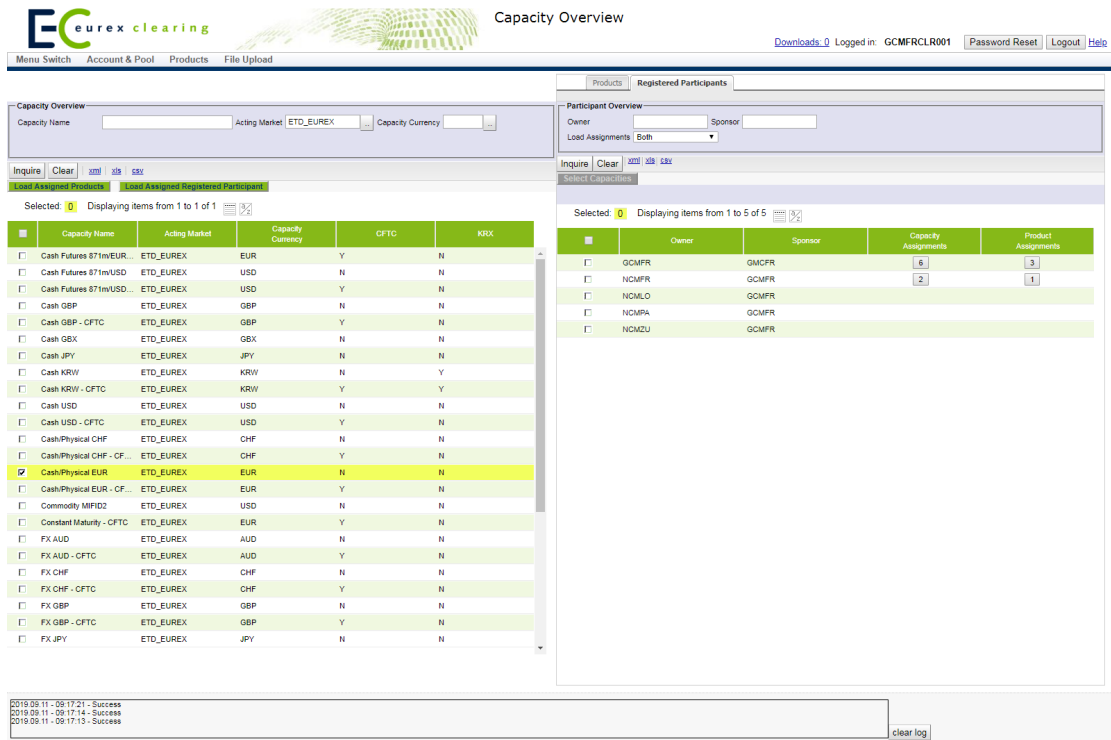 EC eurex clearing
Capacity Overview
Downloads: 0 Logged in: GCMFRCLR001 Password Reset Logout Help
Menu Switch Account & Pool Products File Upload
Products Registered Participants
Capacity Overview
Capacity Name Acting Market ETD_EUREX .. Capacity Currency ..
Participant Overview
Owner Sponsor
Load Assignments Both
Inquire Clear xml xls csv
Load Assigned Products Load Assigned Registered Participant
Inquire Clear xml xls csv
Select Capacities
Selected: 0 Displaying items from 1 to 1 of 1
Selected: 0 Displaying items from 1 to 5 of 5
Capacity Name Acting Market Capacity Currency CFTC KRX
Cash Futures 871m/EUR... ETD_EUREX EUR Y N
Cash Futures 871m/USD ETD_EUREX USD N N
Cash Futures 871m/USD... ETD_EUREX USD Y N
Cash GBP ETD_EUREX GBP N N
Cash GBP - CFTC ETD_EUREX GBP Y N
Cash GBX ETD_EUREX GBX N N
Cash JPY ETD_EUREX JPY N N
Cash KRW ETD_EUREX KRW N Y
Cash KRW - CFTC ETD_EUREX KRW Y Y
Cash USD ETD_EUREX USD N N
Cash USD - CFTC ETD_EUREX USD Y N
Cash/Physical CHF ETD_EUREX CHF N N
Cash/Physical CHF - CF... ETD_EUREX CHF Y N
Cash/Physical EUR ETD_EUREX EUR N N
Cash/Physical EUR - CF... ETD_EUREX EUR Y N
Commodity MIFID2 ETD_EUREX USD N N
Constant Maturity - CFTC ETD_EUREX EUR Y N
FX AUD ETD_EUREX AUD N N
FX AUD - CFTC ETD_EUREX AUD Y N
FX CHF ETD_EUREX CHF N N
FX CHF - CFTC ETD_EUREX CHF Y N
FX GBP ETD_EUREX GBP N N
FX GBP - CFTC ETD_EUREX GBP Y N
FX JPY ETD_EUREX JPY N N
Owner Sponsor Capacity Assignments Product Assignments
GCMFR GMCFR 6 3
NCMFR GCMFR 2 1
NCMLO GCMFR
NCMPA GCMFR
NCMZU GCMFR
2019.09.11 - 09:17:21 - Success
2019.09.11 - 09:17:14 - Success
2019.09.11 - 09:17:13 - Success
clear log